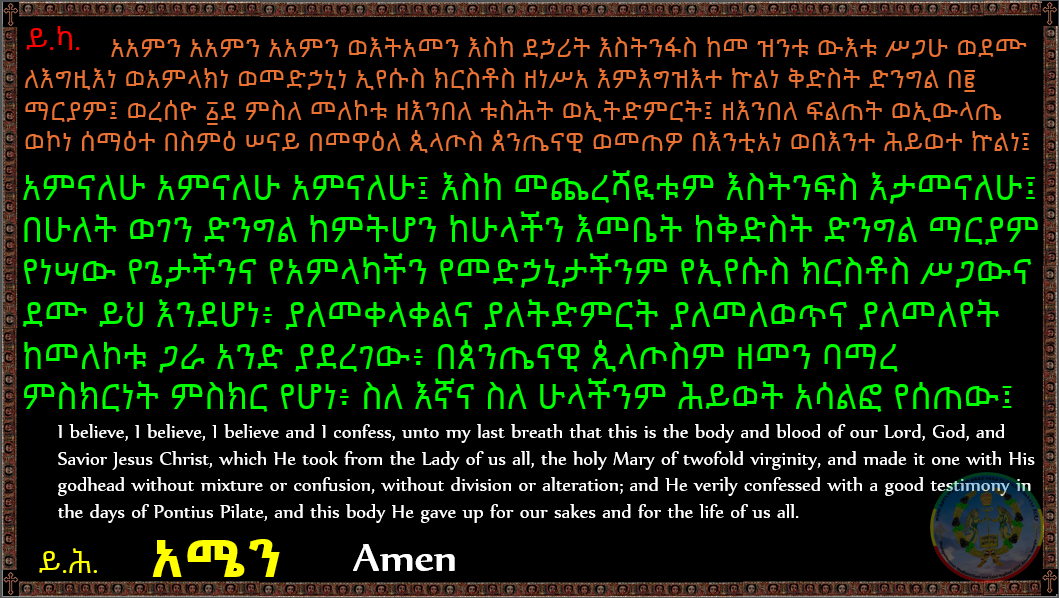 ይ.ካ. አአምን አአምን አአምን ወእትአመን እስከ ደኃሪት እስትንፋስ ከመ ዝንቱ ውእቱ ሥጋሁ ወደሙ
ለእግዚእነ ወአምላክነ ወመድኃኒነ ኢየሱስ ክርስቶስ ዘነሥአ እምእግዝእተ ኵልነ ቅድስት ድንግል በ፪
ማርያም፤ ወረሰዮ ፩ደ ምስለ መለኮቱ ዘእንበለ ቱስሕት ወኢትድምርት፤ ዘእንበለ ፍልጠት ወኢውላጤ
ወኮነ ሰማዕተ በስምዕ ሠናይ በመዋዕለ ጲላጦስ ጰንጤናዊ ወመጠዎ በእንቲአነ ወበእንተ ሕይወተ ኵልነ፤
አምናለሁ አምናለሁ አምናለሁ፤ እስከ መጨረሻዪቱም እስትንፍስ እታመናለሁ፤
በሁለት ወገን ድንግል ከምትሆን ከሁላችን እመቤት ከቅድስት ድንግል ማርያም
የነሣው የጌታችንና የአምላካችን የመድኃኒታችንም የኢየሱስ ክርስቶስ ሥጋውና
ደሙ ይህ እንደሆነ፥ ያለመቀላቀልና ያለትድምርት ያለመለወጥና ያለመለየት
ከመለኮቱ ጋራ አንድ ያደረገው፥ በጰንጤናዊ ጲላጦስም ዘመን ባማረ
ምስክርነት ምስክር የሆነ፥ ስለ እኛና ስለ ሁላችንም ሕይወት አሳልፎ የሰጠው፤
I believe, I believe, I believe and I confess, unto my last breath that this is the body and blood of our Lord, God, and
Savior Jesus Christ, which He took from the Lady of us all, the holy Mary of twofold virginity, and made it one with His
godhead without mixture or confusion, without division or alteration; and He verily confessed with a good testimony in
the days of Pontius Pilate, and this body He gave up for our sakes and for the life of us all.
ይ.ሕ. አሜን Amen